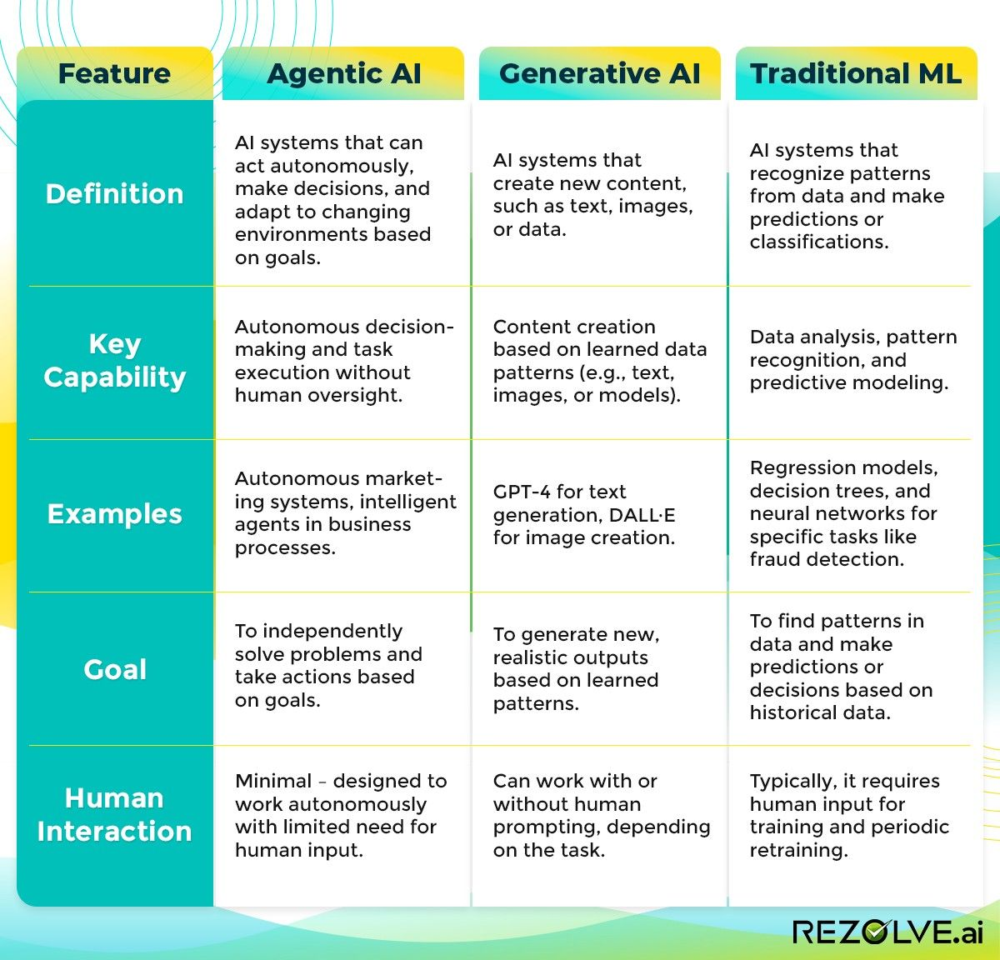 Feature
Agentic AI
Generative AI
Traditional ML
Definition
AI systems that can
act autonomously,
make decisions, and
adapt to changing
environments based
on goals.
AI systems that
create new content,
such as text, images,
or data.
AI systems that
recognize patterns
from data and make
predictions or
classifications.
Key
Capability
Autonomous decision-
making and task
execution without
human oversight.
Content creation
based on learned data
patterns (e.g., text,
images, or models).
Data analysis, pattern
recognition, and
predictive modeling.
Examples
Autonomous market-
ing systems, intelligent
agents in business
processes.
GPT-4 for text
generation, DALL·E
for image creation.
Regression models,
decision trees, and
neural networks for
specific tasks like
fraud detection.
Goal
To independently
solve problems and
take actions based
on goals.
To generate new,
realistic outputs
based on learned
patterns.
To find patterns in
data and make
predictions or
decisions based on
historical data.
Human
Interaction
Minimal – designed to
work autonomously
with limited need for
human input.
Can work with or
without human
prompting, depending
on the task.
Typically, it requires
human input for
training and periodic
retraining.
REZOLVE.ai